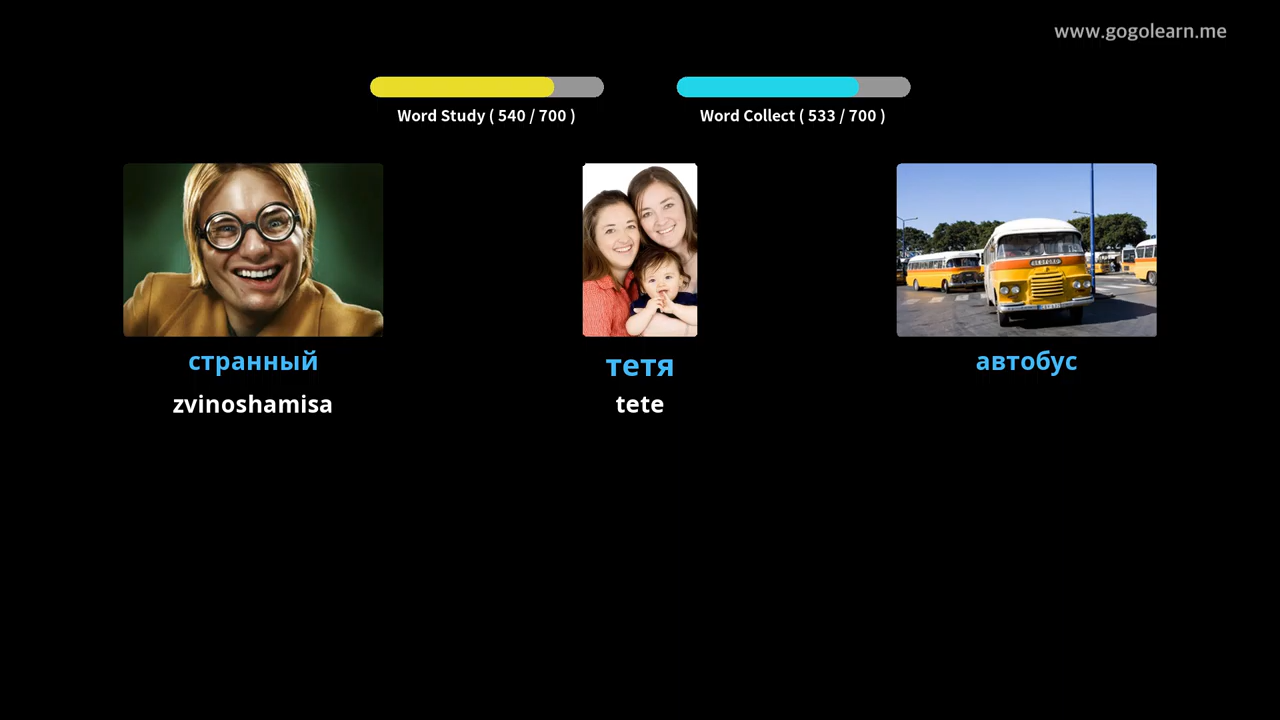 www.gogolearn.me
Word Study ( 540 / 700 )
Word Collect ( 533 / 700 )
странный
тетя
автобус
zvinoshamisa
tete